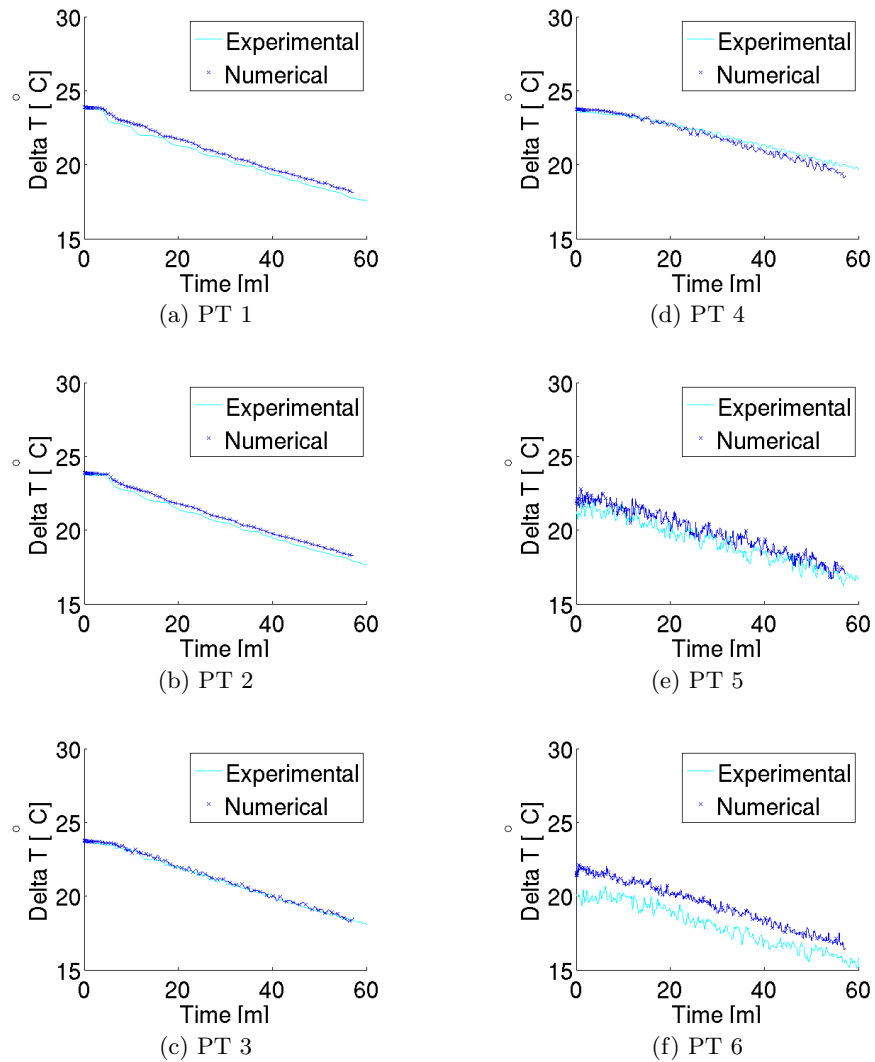 30
25
20
15
0
20
40
60
Delta T [ °C]
Time [m]
Experimental
Numerical
(a) PT 1
30
25
20
15
0
20
40
60
Delta T [ °C]
Time [m]
Experimental
Numerical
(d) PT 4
30
25
20
15
0
20
40
60
Delta T [ °C]
Time [m]
Experimental
Numerical
(b) PT 2
30
25
20
15
0
20
40
60
Delta T [ °C]
Time [m]
Experimental
Numerical
(e) PT 5
30
25
20
15
0
20
40
60
Delta T [ °C]
Time [m]
Experimental
Numerical
(c) PT 3
30
25
20
15
0
20
40
60
Delta T [ °C]
Time [m]
Experimental
Numerical
(f) PT 6